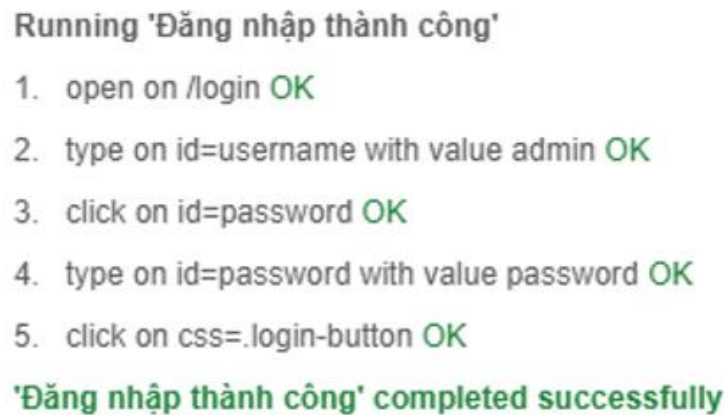 Running 'Đăng nhập thành công'
1. open on /login OK
2. type on id=username with value admin OK
3. click on id=password OK
4. type on id=password with value password OK
5. click on css=.login-button OK
'Đăng nhập thành công' completed successfully